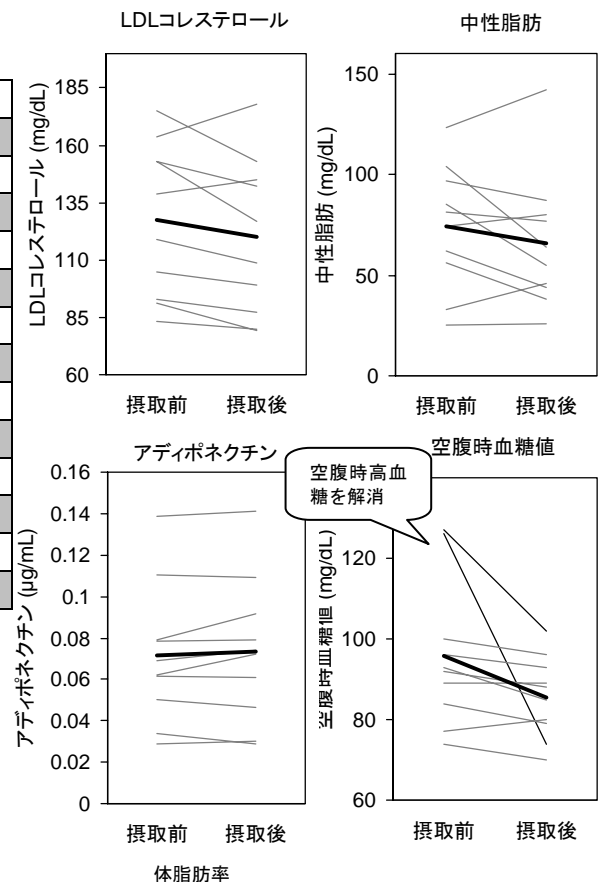 LDLコレステロール
LDLコレステロール (mg/dL)
185
160
135
110
85
60
摂取前 摂取後
中性脂肪
中性脂肪 (mg/dL)
150
100
50
0
摂取前 摂取後
アディポネクチン
アディポネクチン (μg/mL)
0.16
0.14
0.12
0.1
0.08
0.06
0.04
0.02
0
摂取前 摂取後
空腹時血糖値
空腹時高血
糖を解消
空腹時血糖値 (mg/dL)
120
100
80
60
摂取前 摂取後
体脂肪率